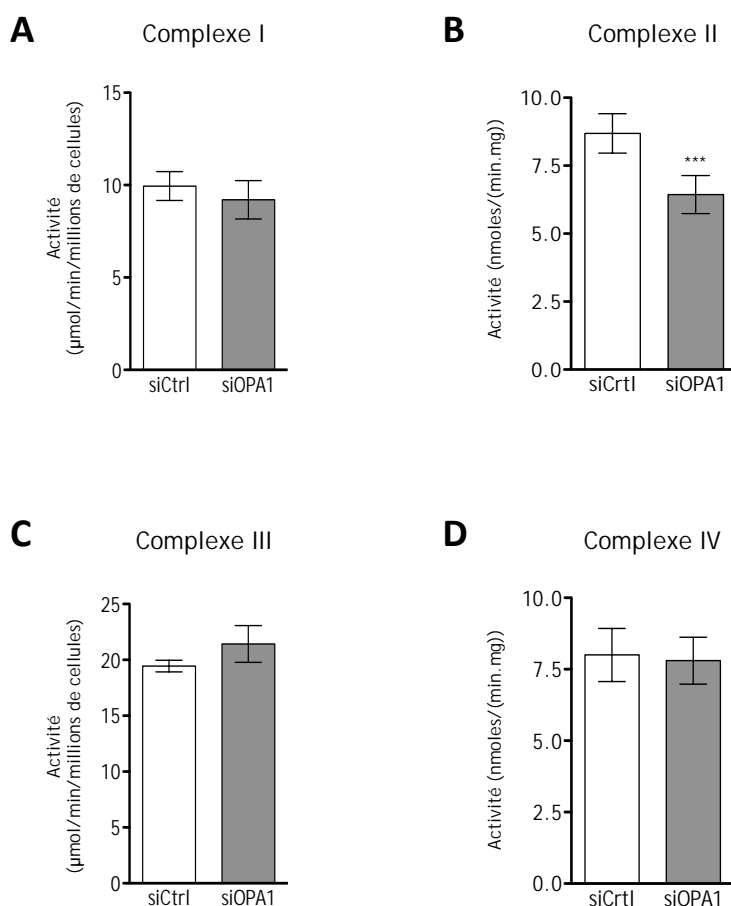 A
Complexe I
Activité
(µmol/min/millions de cellules)
15
10
5
0
siCtrl
siOPA1
B
Complexe II
Activité (nmoles/(min.mg))
10.0
7.5
5.0
2.5
0.0
***
siCrtl
siOPA1
C
Complexe III
Activité
(µmol/min/millions de cellules)
25
20
15
10
5
0
siCtrl
siOPA1
D
Complexe IV
Activité (nmoles/(min.mg))
10.0
7.5
5.0
2.5
0.0
siCrtl
siOPA1